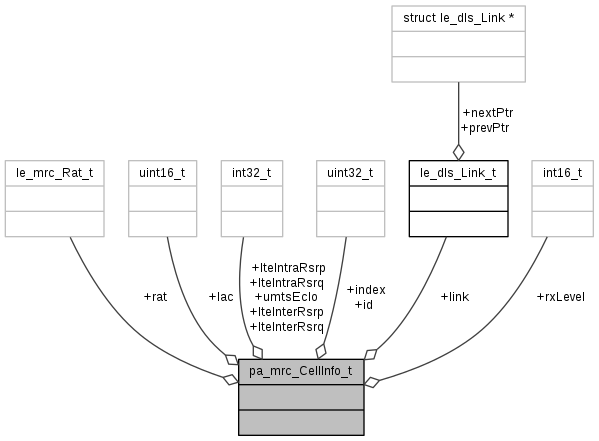 struct le_dls_Link *
+nextPtr
+prevPtr
le_mrc_Rat_t
uint16_t
int32_t
uint32_t
le_dls_Link_t
int16_t
+rat
+lac
+lteIntraRsrp
+lteIntraRsrq
+umtsEcIo
+lteInterRsrp
+lteInterRsrq
+index
+id
+link
+rxLevel
pa_mrc_CellInfo_t